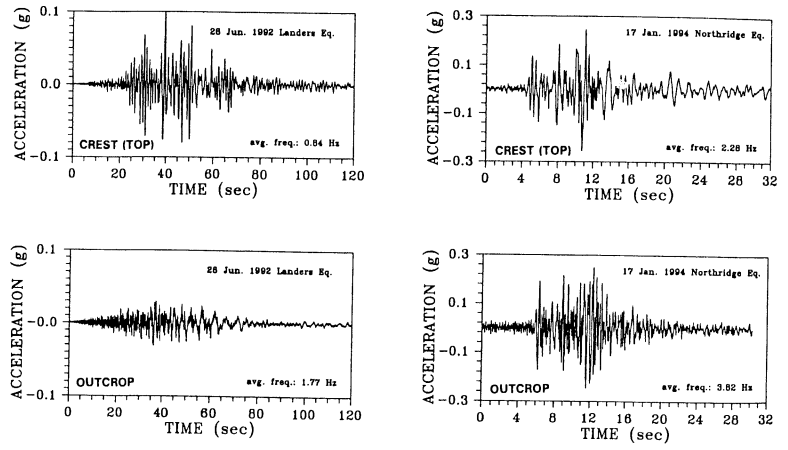 ACCELERATION (g)
0.1
0.0
-0.1
28 Jun. 1992 Landers Eq.
CREST (TOP)
avg. freq.: 0.84 Hz
0 20 40 60 80 100 120
TIME (sec)
ACCELERATION (g)
0.3
0.1
-0.1
-0.3
17 Jan. 1994 Northridge Eq.
CREST (TOP)
avg. freq.: 2.28 Hz
0 4 8 12 16 20 24 28 32
TIME (sec)
ACCELERATION (g)
0.1
-0.0
-0.1
28 Jun. 1992 Landers Eq.
OUTCROP
avg. freq.: 1.77 Hz
0 20 40 60 80 100 120
TIME (sec)
ACCELERATION (g)
0.3
0.1
-0.1
-0.3
17 Jan. 1994 Northridge Eq.
OUTCROP
avg. freq.: 3.62 Hz
0 4 8 12 16 20 24 28 32
TIME (sec)